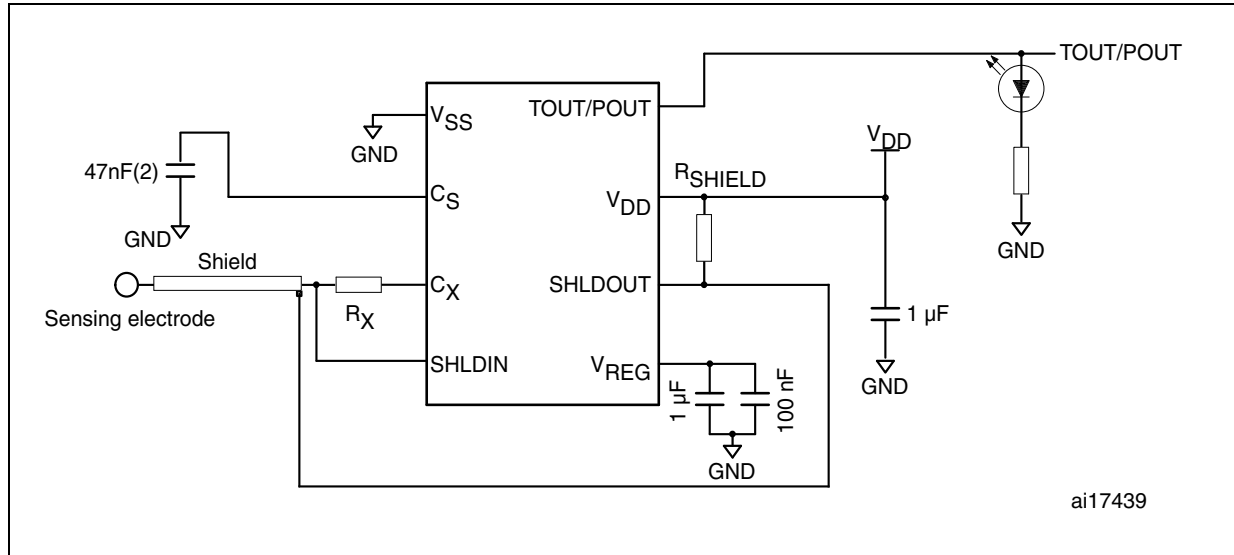 TOUT/POUT
TOUT/POUT
VSS
GND
VDD
47nF(2)
RSHIELD
CS
VDD
GND
GND
Shield
CX
SHLDOUT
1 µF
Sensing electrode
RX
SHLDIN
VREG
GND
1 µF
100 nF
GND
ai17439